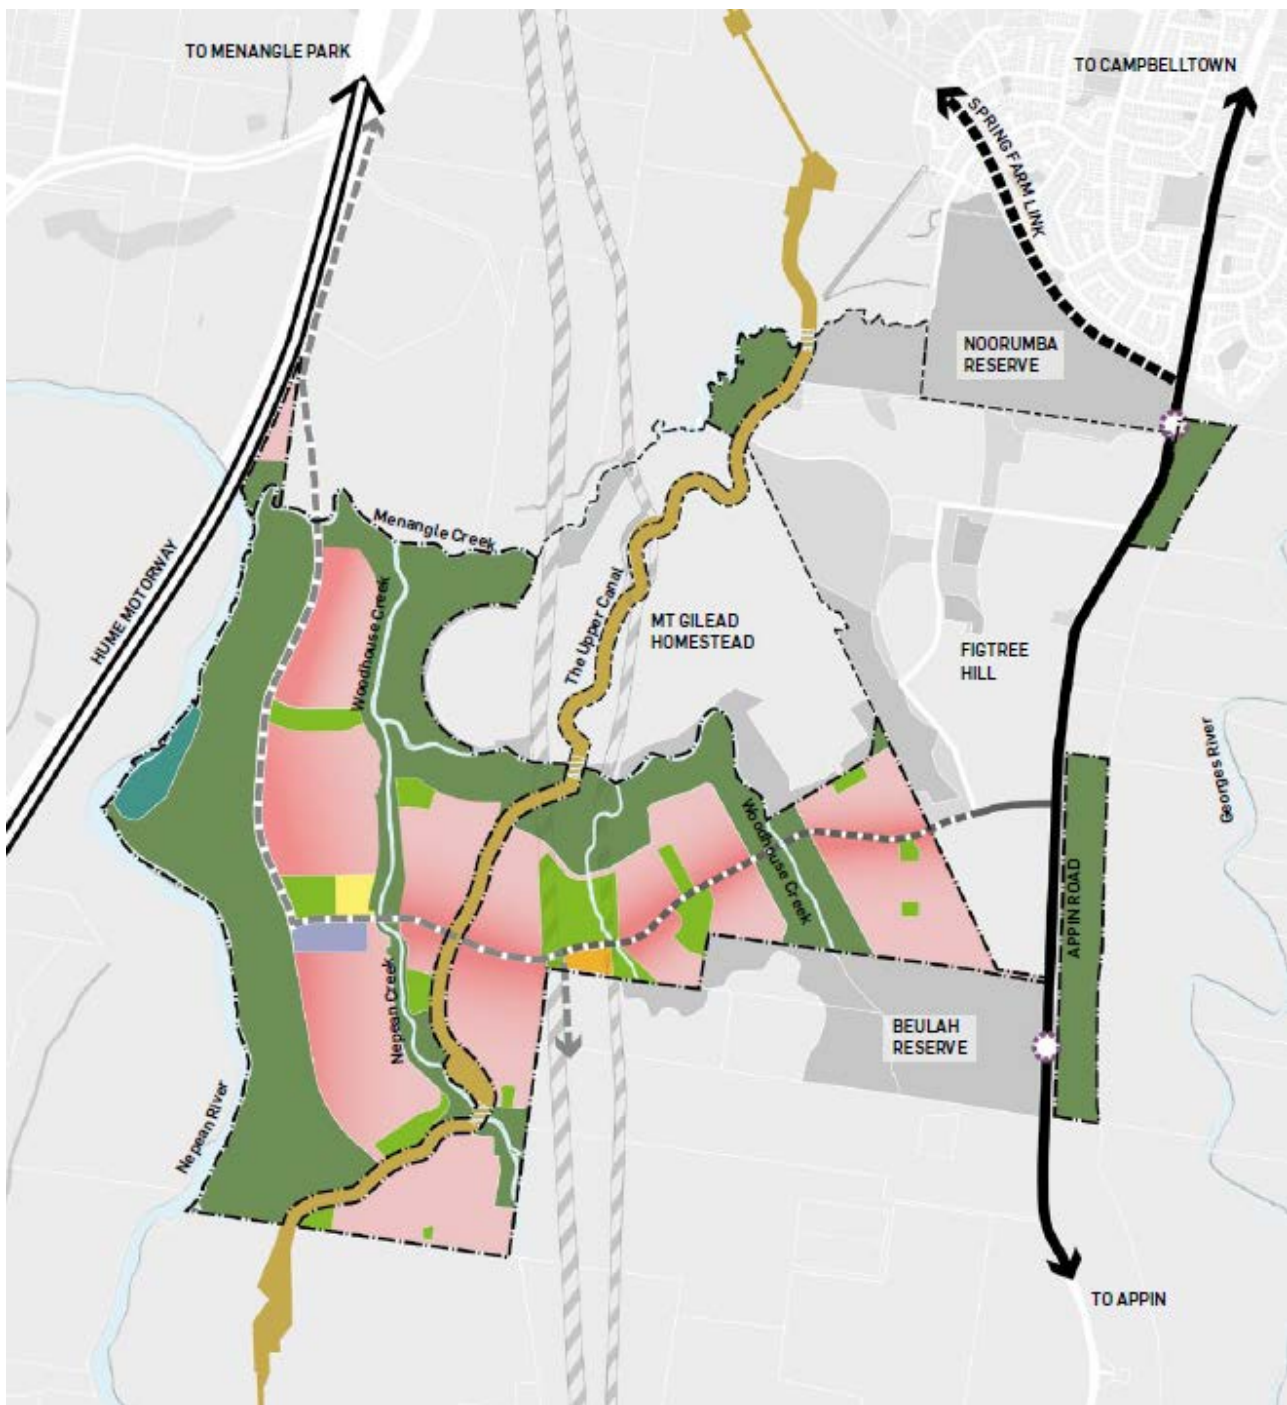 TO MENANGLE PARK
TO CAMPBELLTOWN
SPRING FARM LINK
NOORUMBA
RESERVE
Menangle Creek
HUME MOTORWAY
Woodhouse Creek
The Upper Canal
MT GILEAD
HOMESTEAD
FIGTREE
HILL
Georges River
Woodhouse Creek
APPIN ROAD
Nepean Creek
BEULAH
RESERVE
Nepean River
TO APPIN